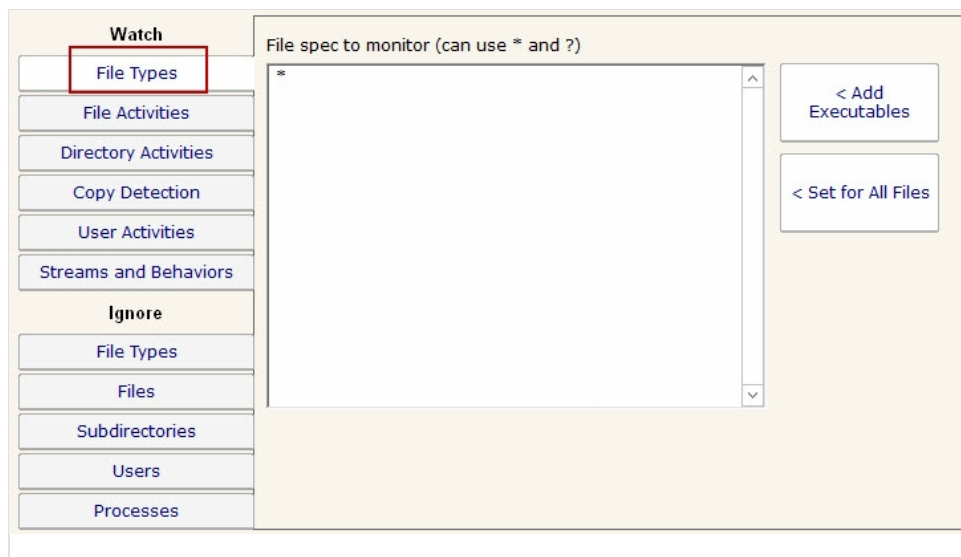 Watch
File Types
File Activities
Directory Activities
Copy Detection
User Activities
Streams and Behaviors
Ignore
File Types
Files
Subdirectories
Users
Processes
File spec to monitor (can use * and ?)
*
< Add
Executables
< Set for All Files